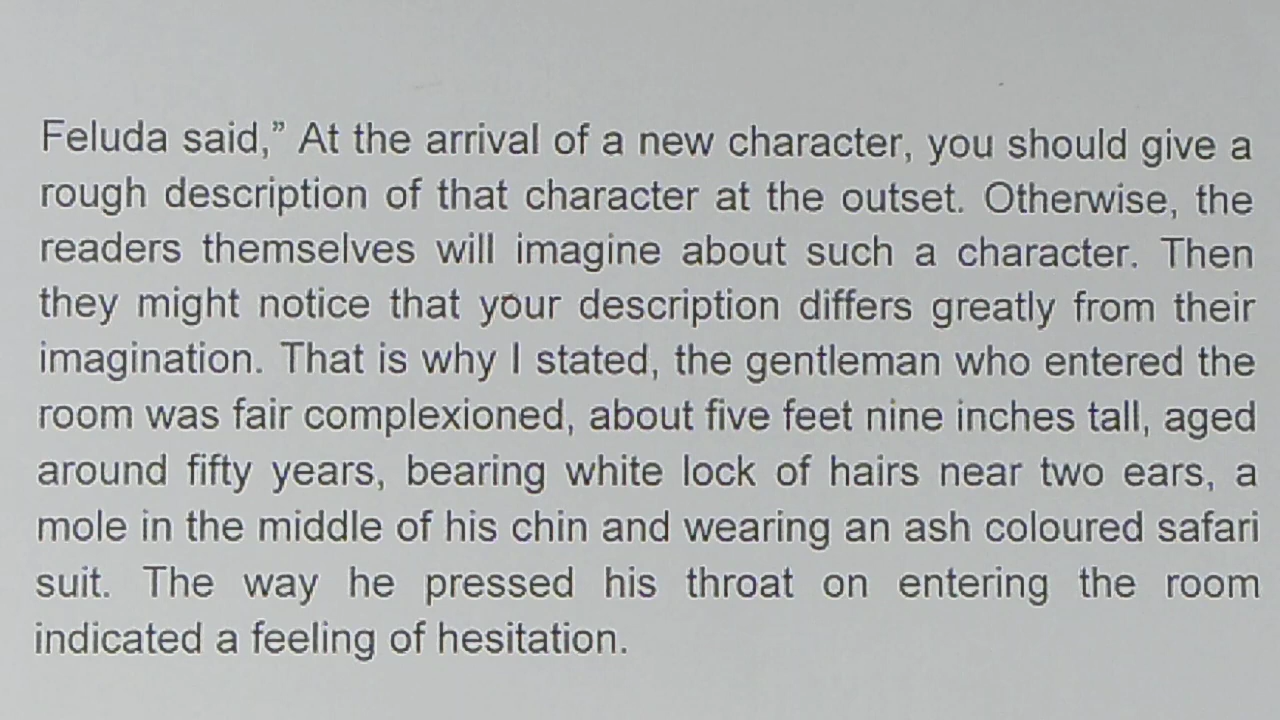 Feluda said,” At the arrival of a new character, you should give a
rough description of that character at the outset. Otherwise, the
readers themselves will imagine about such a character. Then
they might notice that your description differs greatly from their
imagination. That is why I stated, the gentleman who entered the
room was fair complexioned, about five feet nine inches tall, aged
around fifty years, bearing white lock of hairs near two ears, a
mole in the middle of his chin and wearing an ash coloured safari
suit. The way he pressed his throat on entering the room
indicated a feeling of hesitation.